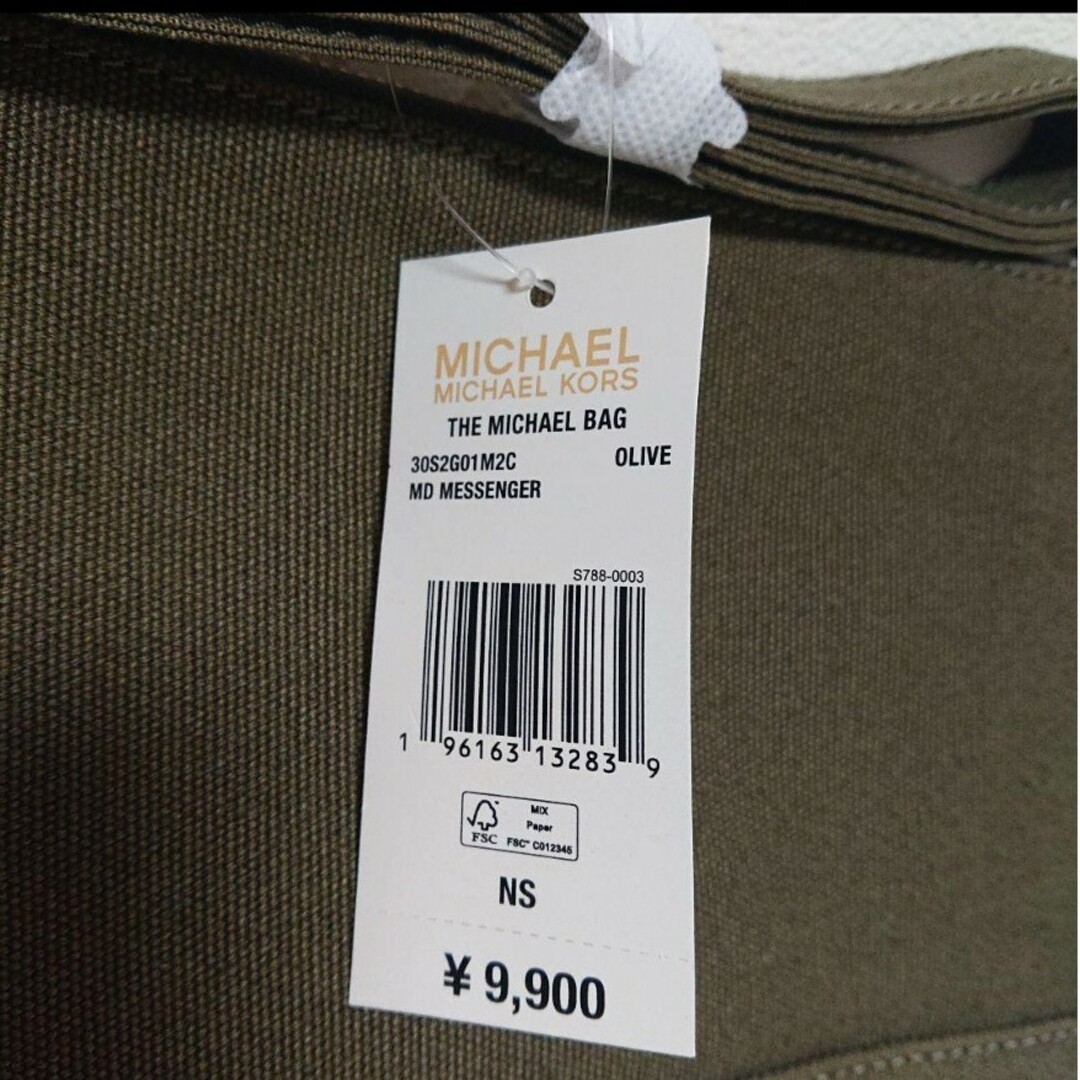 MICHAEL
MICHAEL KORS
THE MICHAEL BAG
30S2G01M2C OLIVE
MD MESSENGER
S788-0003
1 96163 13283 9
MIX
Paper
FSC FSC™ C012345
NS
¥ 9,900